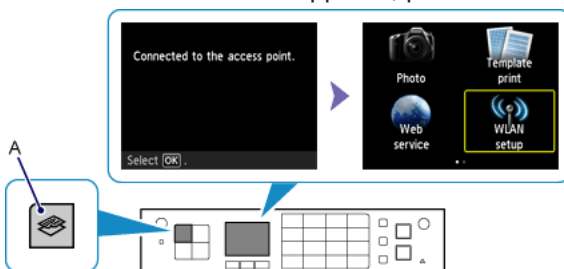 Connected to the access point.
Select OK .
Photo
Template
print
Web
service
WLAN
setup
A